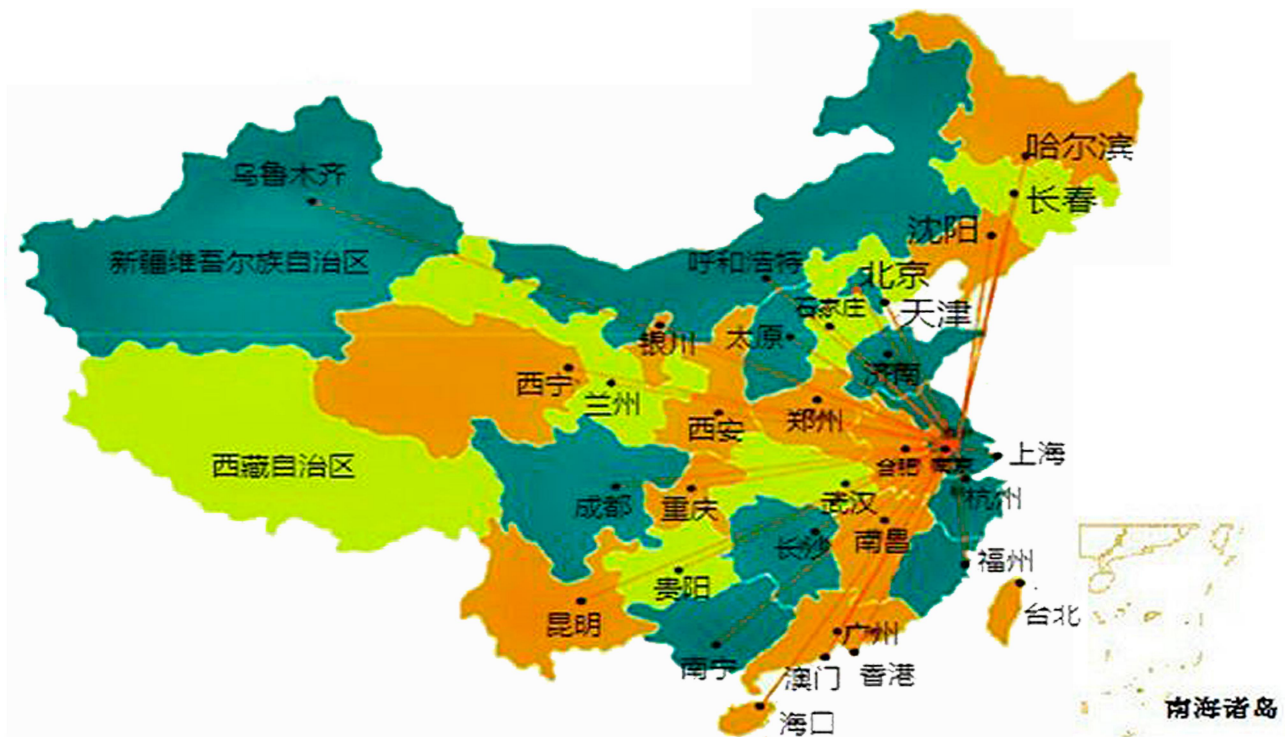 哈尔滨
乌鲁木齐
长春
沈阳
新疆维吾尔族自治区
呼和浩特
北京
石家庄
天津
太原
银川
济南
西宁
兰州
郑州
西安
上海
西藏自治区
合肥
南京
成都
重庆
武汉
杭州
南昌
长沙
福州
贵阳
台北
昆明
广州
南宁
澳门
香港
海口
南海诸岛